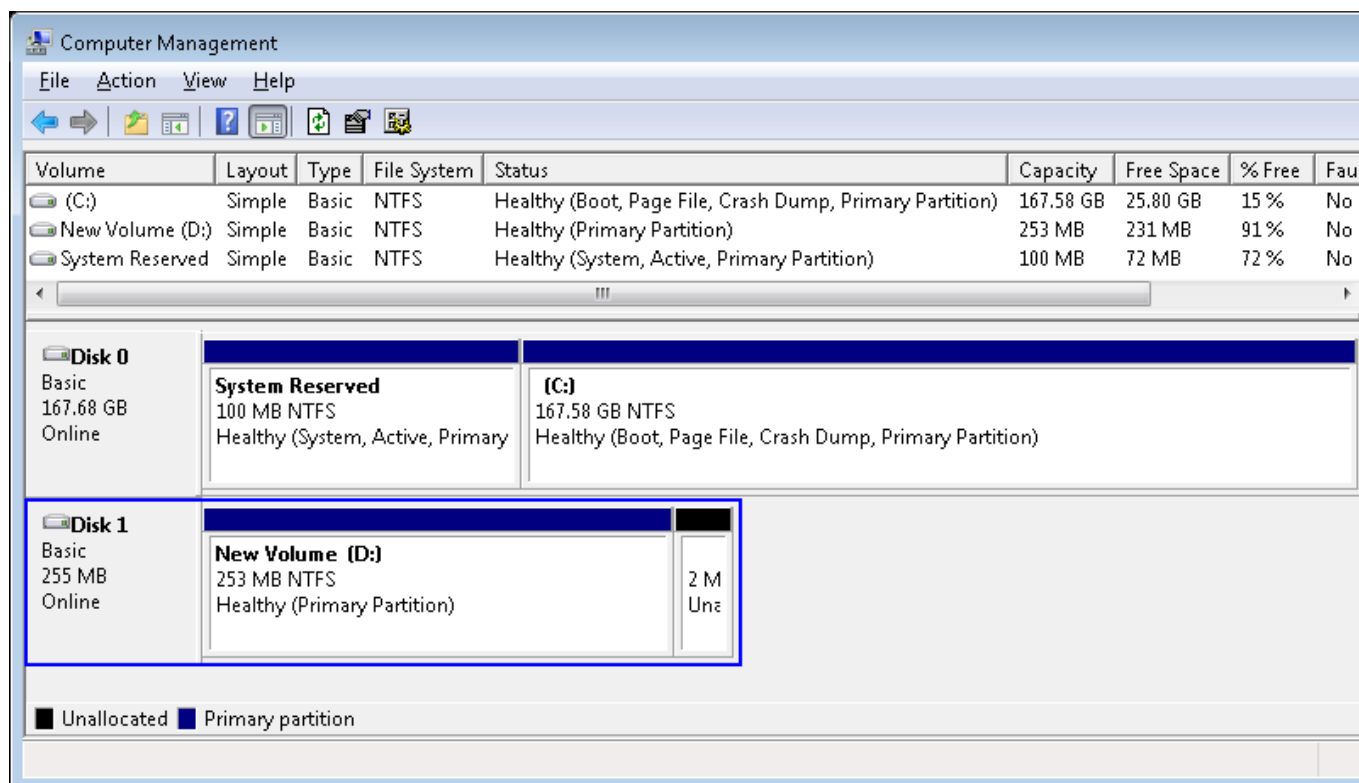 Computer Management
File Action View Help
Volume Layout Type File System Status Capacity Free Space % Free Fau
(C:) Simple Basic NTFS Healthy (Boot, Page File, Crash Dump, Primary Partition) 167.58 GB 25.80 GB 15 % No
New Volume (D:) Simple Basic NTFS Healthy (Primary Partition) 253 MB 231 MB 91 % No
System Reserved Simple Basic NTFS Healthy (System, Active, Primary Partition) 100 MB 72 MB 72 % No
Disk 0
Basic
167.68 GB
Online
System Reserved
100 MB NTFS
Healthy (System, Active, Primary
(C:)
167.58 GB NTFS
Healthy (Boot, Page File, Crash Dump, Primary Partition)
Disk 1
Basic
255 MB
Online
New Volume (D:)
253 MB NTFS
Healthy (Primary Partition)
2 M
Una
Unallocated Primary partition